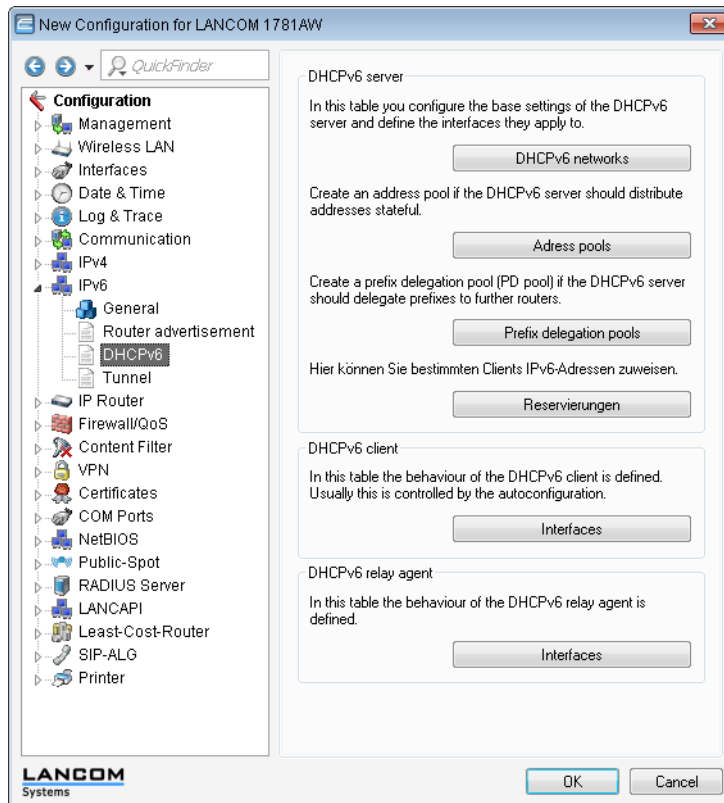 New Configuration for LANCOM 1781AW
QuickFinder
Configuration
Management
Wireless LAN
Interfaces
Date & Time
Log & Trace
Communication
IPv4
IPv6
General
Router advertisement
DHCPv6
Tunnel
IP Router
Firewall/QoS
Content Filter
VPN
Certificates
COM Ports
NetBIOS
Public-Spot
RADIUS Server
LANCAPI
Least-Cost-Router
SIP-ALG
Printer
DHCPv6 server
In this table you configure the base settings of the DHCPv6
server and define the interfaces they apply to.
DHCPv6 networks
Create an address pool if the DHCPv6 server should distribute
addresses stateful.
Adress pools
Create a prefix delegation pool (PD pool) if the DHCPv6 server
should delegate prefixes to further routers.
Prefix delegation pools
Hier können Sie bestimmten Clients IPv6-Adressen zuweisen.
Reservierungen
DHCPv6 client
In this table the behaviour of the DHCPv6 client is defined.
Usually this is controlled by the autoconfiguration.
Interfaces
DHCPv6 relay agent
In this table the behaviour of the DHCPv6 relay agent is
defined.
Interfaces
LANCOM
Systems
OK
Cancel